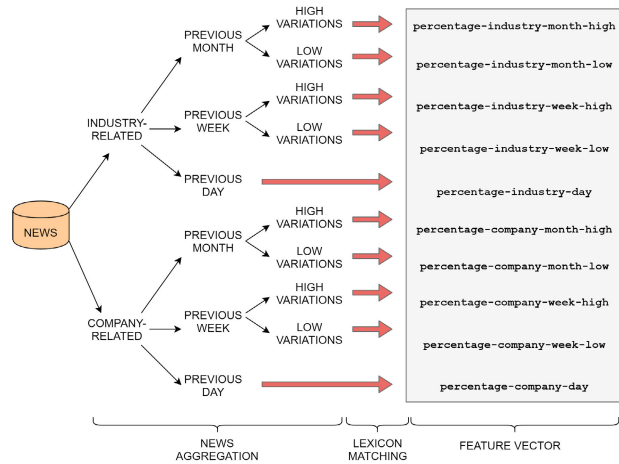 HIGH
VARIATIONS
percentage-industry-month-high
PREVIOUS
MONTH
LOW
VARIATIONS
percentage-industry-month-low
HIGH
VARIATIONS
percentage-industry-week-high
INDUSTRY-
RELATED
PREVIOUS
WEEK
LOW
VARIATIONS
percentage-industry-week-low
PREVIOUS
DAY
percentage-industry-day
NEWS
HIGH
VARIATIONS
percentage-company-month-high
PREVIOUS
MONTH
LOW
VARIATIONS
percentage-company-month-low
HIGH
VARIATIONS
percentage-company-week-high
COMPANY-
RELATED
PREVIOUS
WEEK
LOW
VARIATIONS
percentage-company-week-low
PREVIOUS
DAY
percentage-company-day
NEWS
AGGREGATION
LEXICON
MATCHING
FEATURE VECTOR